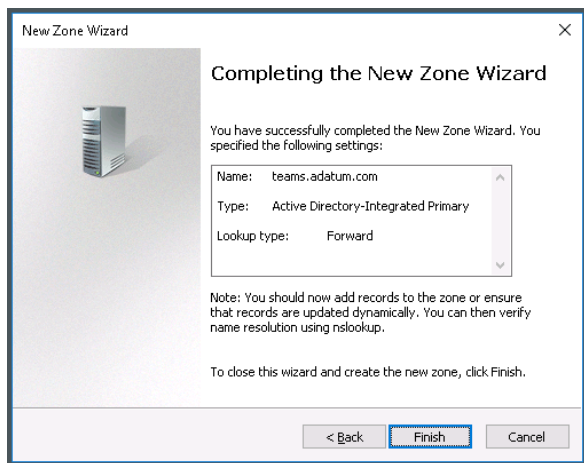 New Zone Wizard
Completing the New Zone Wizard
You have successfully completed the New Zone Wizard. You
specified the following settings:
Name: teams.adatum.com
Type: Active Directory-Integrated Primary
Lookup type: Forward
Note: You should now add records to the zone or ensure
that records are updated dynamically. You can then verify
name resolution using nslookup.
To close this wizard and create the new zone, click Finish.
< Back Finish Cancel